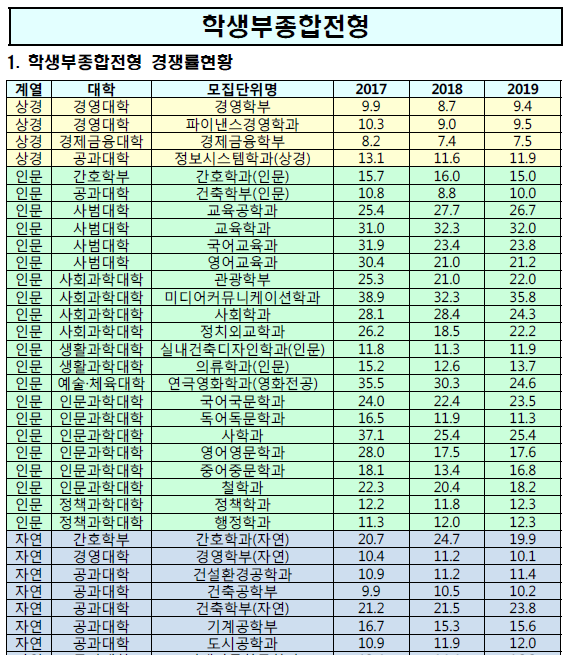 학생부종합전형
1. 학생부종합전형 경쟁률현황
계열 대학 모집단위명 2017 2018 2019
상경 경영대학 경영학부 9.9 8.7 9.4
상경 경영대학 파이낸스경영학과 10.3 9.0 9.5
상경 경제금융대학 경제금융학부 8.2 7.4 7.5
상경 공과대학 정보시스템학과(상경) 13.1 11.6 11.9
인문 간호학부 간호학과(인문) 15.7 16.0 15.0
인문 공과대학 건축학부(인문) 10.8 8.8 10.0
인문 사범대학 교육공학과 25.4 27.7 26.7
인문 사범대학 교육학과 31.0 32.3 32.0
인문 사범대학 국어교육과 31.9 23.4 23.8
인문 사범대학 영어교육과 30.4 21.0 21.2
인문 사회과학대학 관광학부 25.3 21.0 22.0
인문 사회과학대학 미디어커뮤니케이션학과 38.9 32.3 35.8
인문 사회과학대학 사회학과 28.1 28.4 24.3
인문 사회과학대학 정치외교학과 26.2 18.5 22.2
인문 생활과학대학 실내건축디자인학과(인문) 11.8 11.3 11.9
인문 생활과학대학 의류학과(인문) 15.2 12.6 13.7
인문 예술·체육대학 연극영화학과(영화전공) 35.5 30.3 24.6
인문 인문과학대학 국어국문학과 24.0 22.4 23.5
인문 인문과학대학 독어독문학과 16.5 11.9 11.3
인문 인문과학대학 사학과 37.1 25.4 25.4
인문 인문과학대학 영어영문학과 28.0 17.5 17.6
인문 인문과학대학 중어중문학과 18.1 13.4 16.8
인문 인문과학대학 철학과 22.3 20.4 18.2
인문 정책과학대학 정책학과 12.2 11.8 12.3
인문 정책과학대학 행정학과 11.3 12.0 12.3
자연 간호학부 간호학과(자연) 20.7 24.7 19.9
자연 경영대학 경영학부(자연) 10.4 11.2 10.1
자연 공과대학 건설환경공학과 10.9 11.2 11.4
자연 공과대학 건축공학부 9.9 10.5 10.2
자연 공과대학 건축학부(자연) 21.2 21.5 23.8
자연 공과대학 기계공학부 16.7 15.3 15.6
자연 공과대학 도시공학과 10.9 11.9 12.0